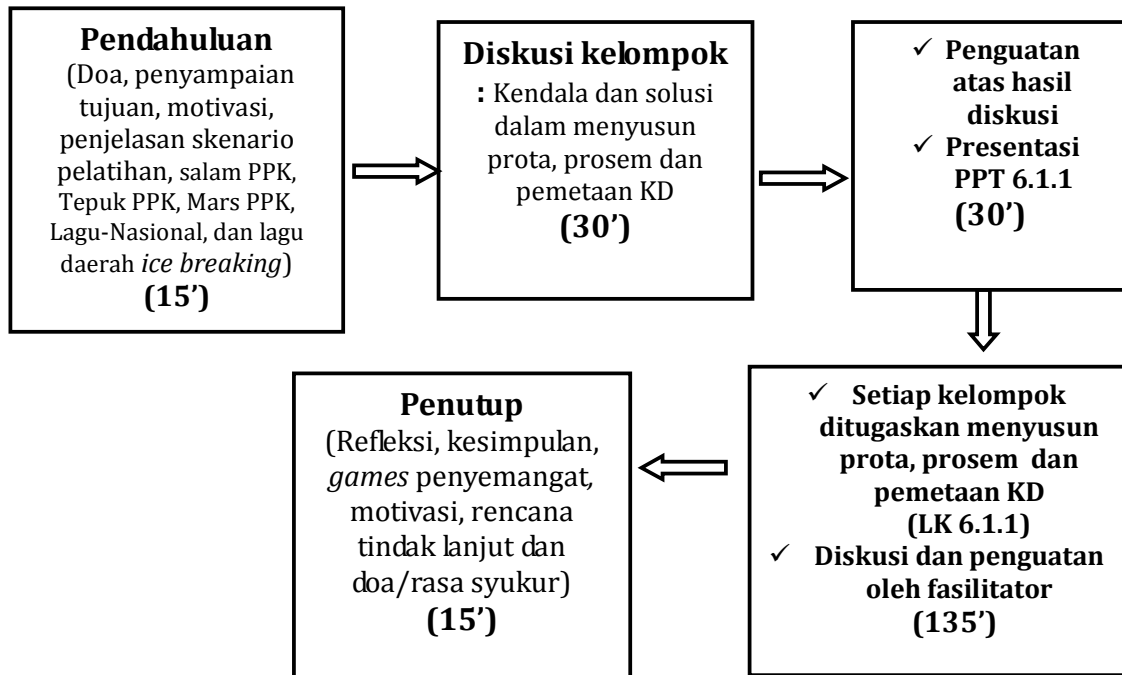 Pendahuluan
(Doa, penyampaian
tujuan, motivasi,
penjelasan skenario
pelatihan, salam PPK,
Tepuk PPK, Mars PPK,
Lagu-Nasional, dan lagu
daerah ice breaking)
(15’)
Diskusi kelompok
: Kendala dan solusi
dalam menyusun
prota, prosem dan
pemetaan KD
(30’)
✓ Penguatan
atas hasil
diskusi
✓ Presentasi
PPT 6.1.1
(30’)
✓ Setiap kelompok
ditugaskan menyusun
prota, prosem dan
pemetaan KD
(LK 6.1.1)
✓ Diskusi dan penguatan
oleh fasilitator
(135’)
Penutup
(Refleksi, kesimpulan,
games penyemangat,
motivasi, rencana
tindak lanjut dan
doa/rasa syukur)
(15’)